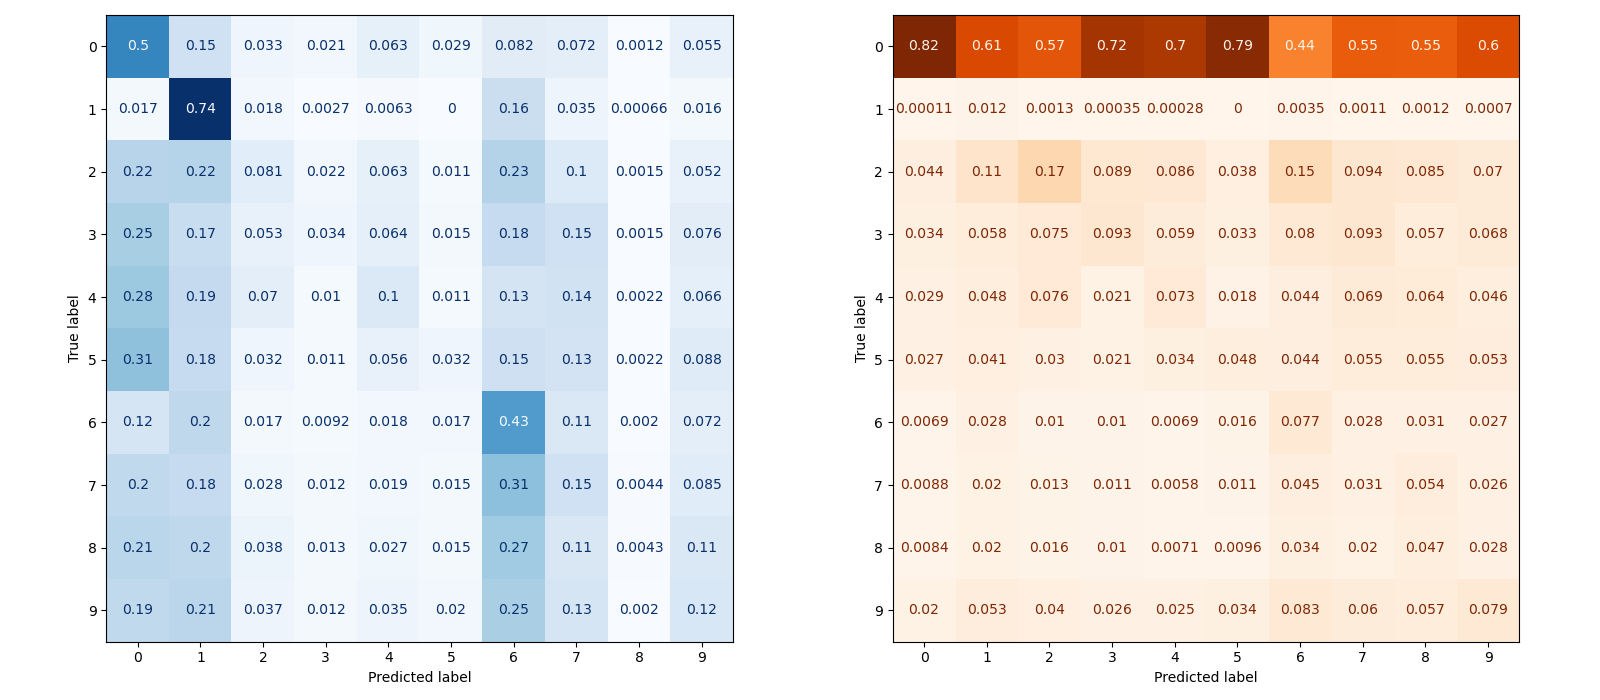 0 0.5 0.15 0.033 0.021 0.063 0.029 0.082 0.072 0.0012 0.055
1 0.017 0.74 0.018 0.0027 0.0063 0 0.16 0.035 0.00066 0.016
2 0.22 0.22 0.081 0.022 0.063 0.011 0.23 0.1 0.0015 0.052
3 0.25 0.17 0.053 0.034 0.064 0.015 0.18 0.15 0.0015 0.076
4 0.28 0.19 0.07 0.01 0.1 0.011 0.13 0.14 0.0022 0.066
5 0.31 0.18 0.032 0.011 0.056 0.032 0.15 0.13 0.0022 0.088
6 0.12 0.2 0.017 0.0092 0.018 0.017 0.43 0.11 0.002 0.072
7 0.2 0.18 0.028 0.012 0.019 0.015 0.31 0.15 0.0044 0.085
8 0.21 0.2 0.038 0.013 0.027 0.015 0.27 0.11 0.0043 0.11
9 0.19 0.21 0.037 0.012 0.035 0.02 0.25 0.13 0.002 0.12
0 1 2 3 4 5 6 7 8 9
Predicted label
True label
0 0.82 0.61 0.57 0.72 0.7 0.79 0.44 0.55 0.55 0.6
1 0.00011 0.012 0.0013 0.00035 0.00028 0 0.0035 0.0011 0.0012 0.0007
2 0.044 0.11 0.17 0.089 0.086 0.038 0.15 0.094 0.085 0.07
3 0.034 0.058 0.075 0.093 0.059 0.033 0.08 0.093 0.057 0.068
4 0.029 0.048 0.076 0.021 0.073 0.018 0.044 0.069 0.064 0.046
5 0.027 0.041 0.03 0.021 0.034 0.048 0.044 0.055 0.055 0.053
6 0.0069 0.028 0.01 0.01 0.0069 0.016 0.077 0.028 0.031 0.027
7 0.0088 0.02 0.013 0.011 0.0058 0.011 0.045 0.031 0.054 0.026
8 0.0084 0.02 0.016 0.01 0.0071 0.0096 0.034 0.02 0.047 0.028
9 0.02 0.053 0.04 0.026 0.025 0.034 0.083 0.06 0.057 0.079
0 1 2 3 4 5 6 7 8 9
Predicted label
True label